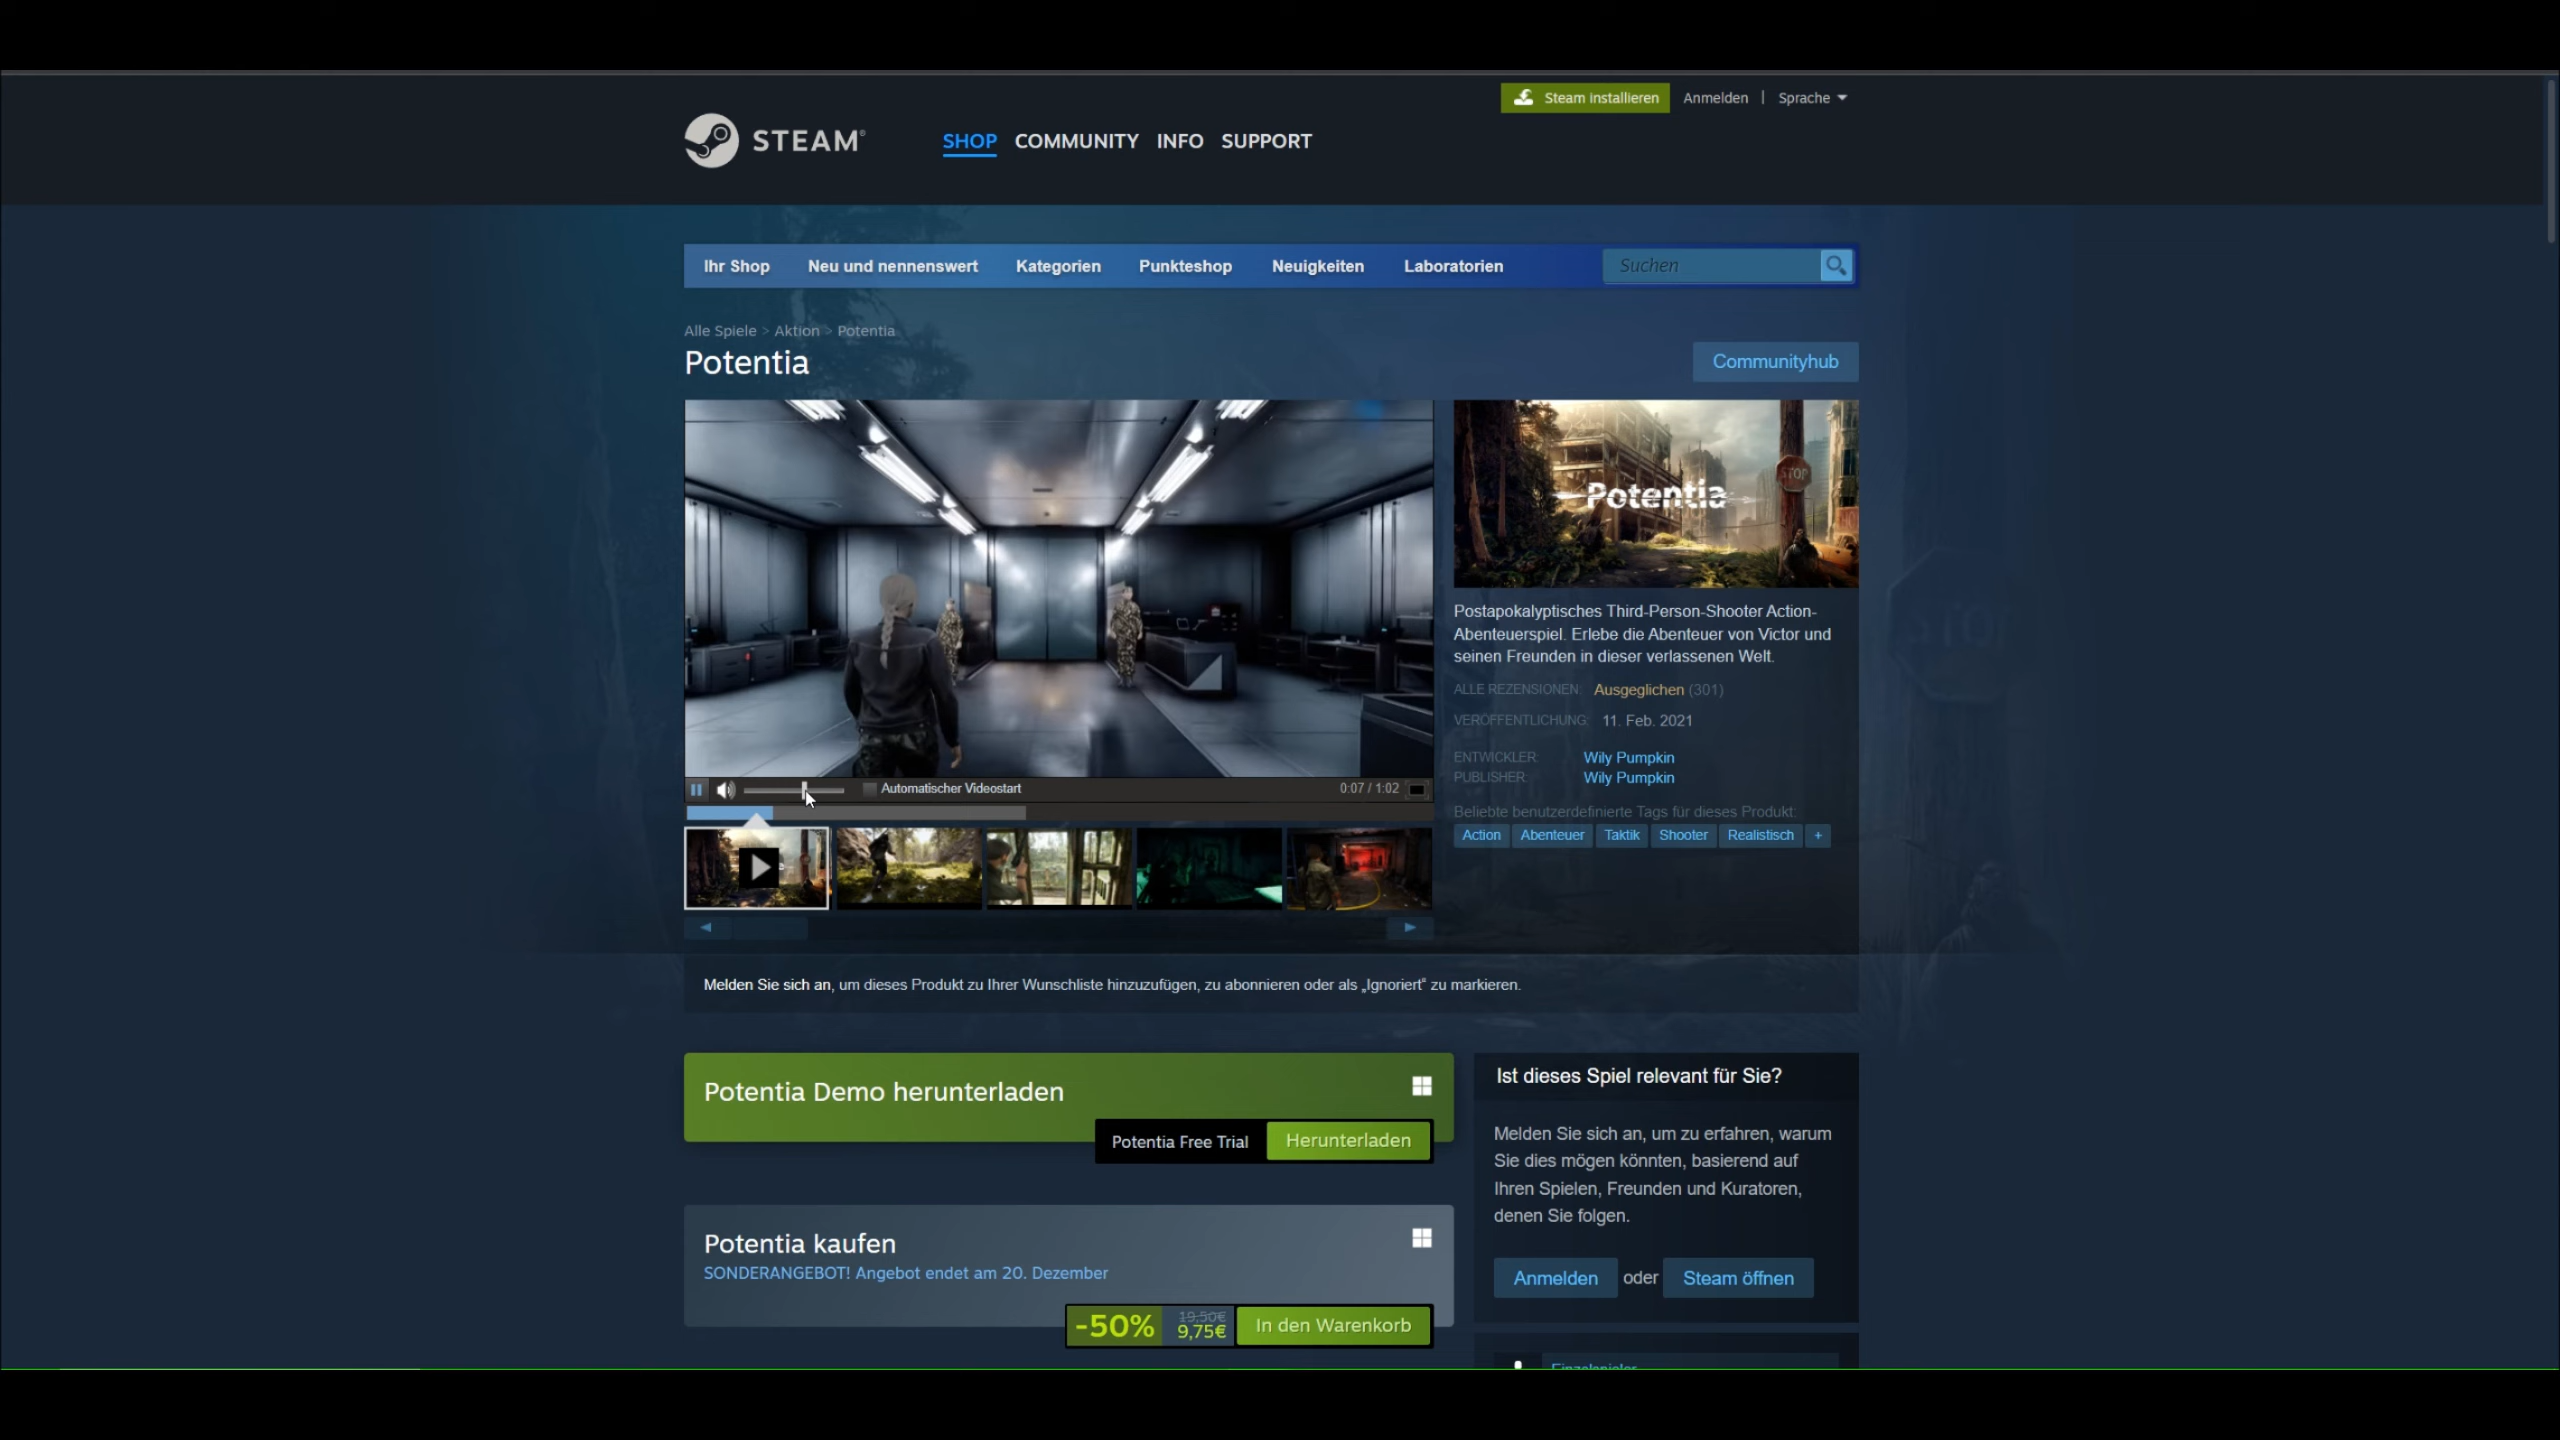 Steam installieren Anmelden | Sprache
STEAM®
SHOP COMMUNITY INFO SUPPORT
Ihr Shop Neu und nennenswert Kategorien Punkteshop Neuigkeiten Laboratorien Suchen
Alle Spiele > Aktion > Potentia
Potentia
Communityhub
STOP
Potentia
Postapokalyptisches Third-Person-Shooter Action-
Abenteuerspiel. Erlebe die Abenteuer von Victor und
seinen Freunden in dieser verlassenen Welt.
ALLE REZENSIONEN: Ausgeglichen (301)
VERÖFFENTLICHUNG: 11. Feb. 2021
ENTWICKLER: Wily Pumpkin
PUBLISHER: Wily Pumpkin
Beliebte benutzerdefinierte Tags für dieses Produkt:
Action Abenteuer Taktik Shooter Realistisch +
Automatischer Videostart 0:07 / 1:02
Melden Sie sich an, um dieses Produkt zu Ihrer Wunschliste hinzuzufügen, zu abonnieren oder als „Ignoriert“ zu markieren.
Potentia Demo herunterladen
Potentia Free Trial Herunterladen
Potentia kaufen
SONDERANGEBOT! Angebot endet am 20. Dezember
-50% 19,50€ 9,75€ In den Warenkorb
Ist dieses Spiel relevant für Sie?
Melden Sie sich an, um zu erfahren, warum
Sie dies mögen könnten, basierend auf
Ihren Spielen, Freunden und Kuratoren,
denen Sie folgen.
Anmelden oder Steam öffnen
Einzelspieler